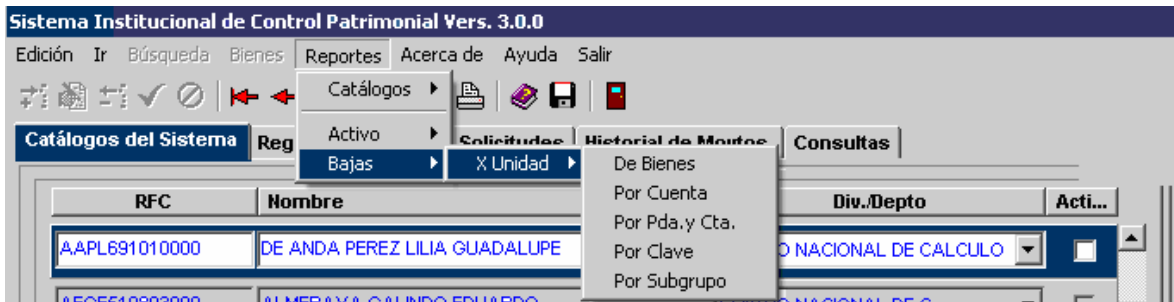 Sistema Institucional de Control Patrimonial Vers. 3.0.0
Edición Ir Búsqueda Bienes Reportes Acerca de Ayuda Salir
Catálogos
Activo
Bajas
X Unidad
De Bienes
Por Cuenta
Por Pda.y Cta.
Por Clave
Por Subgrupo
Catálogos del Sistema Reg Solicitudes Historial de Movtos Consultas
RFC Nombre Div./Depto Acti...
AAPL691010000 DE ANDA PEREZ LILIA GUADALUPE NACIONAL DE CALCULO